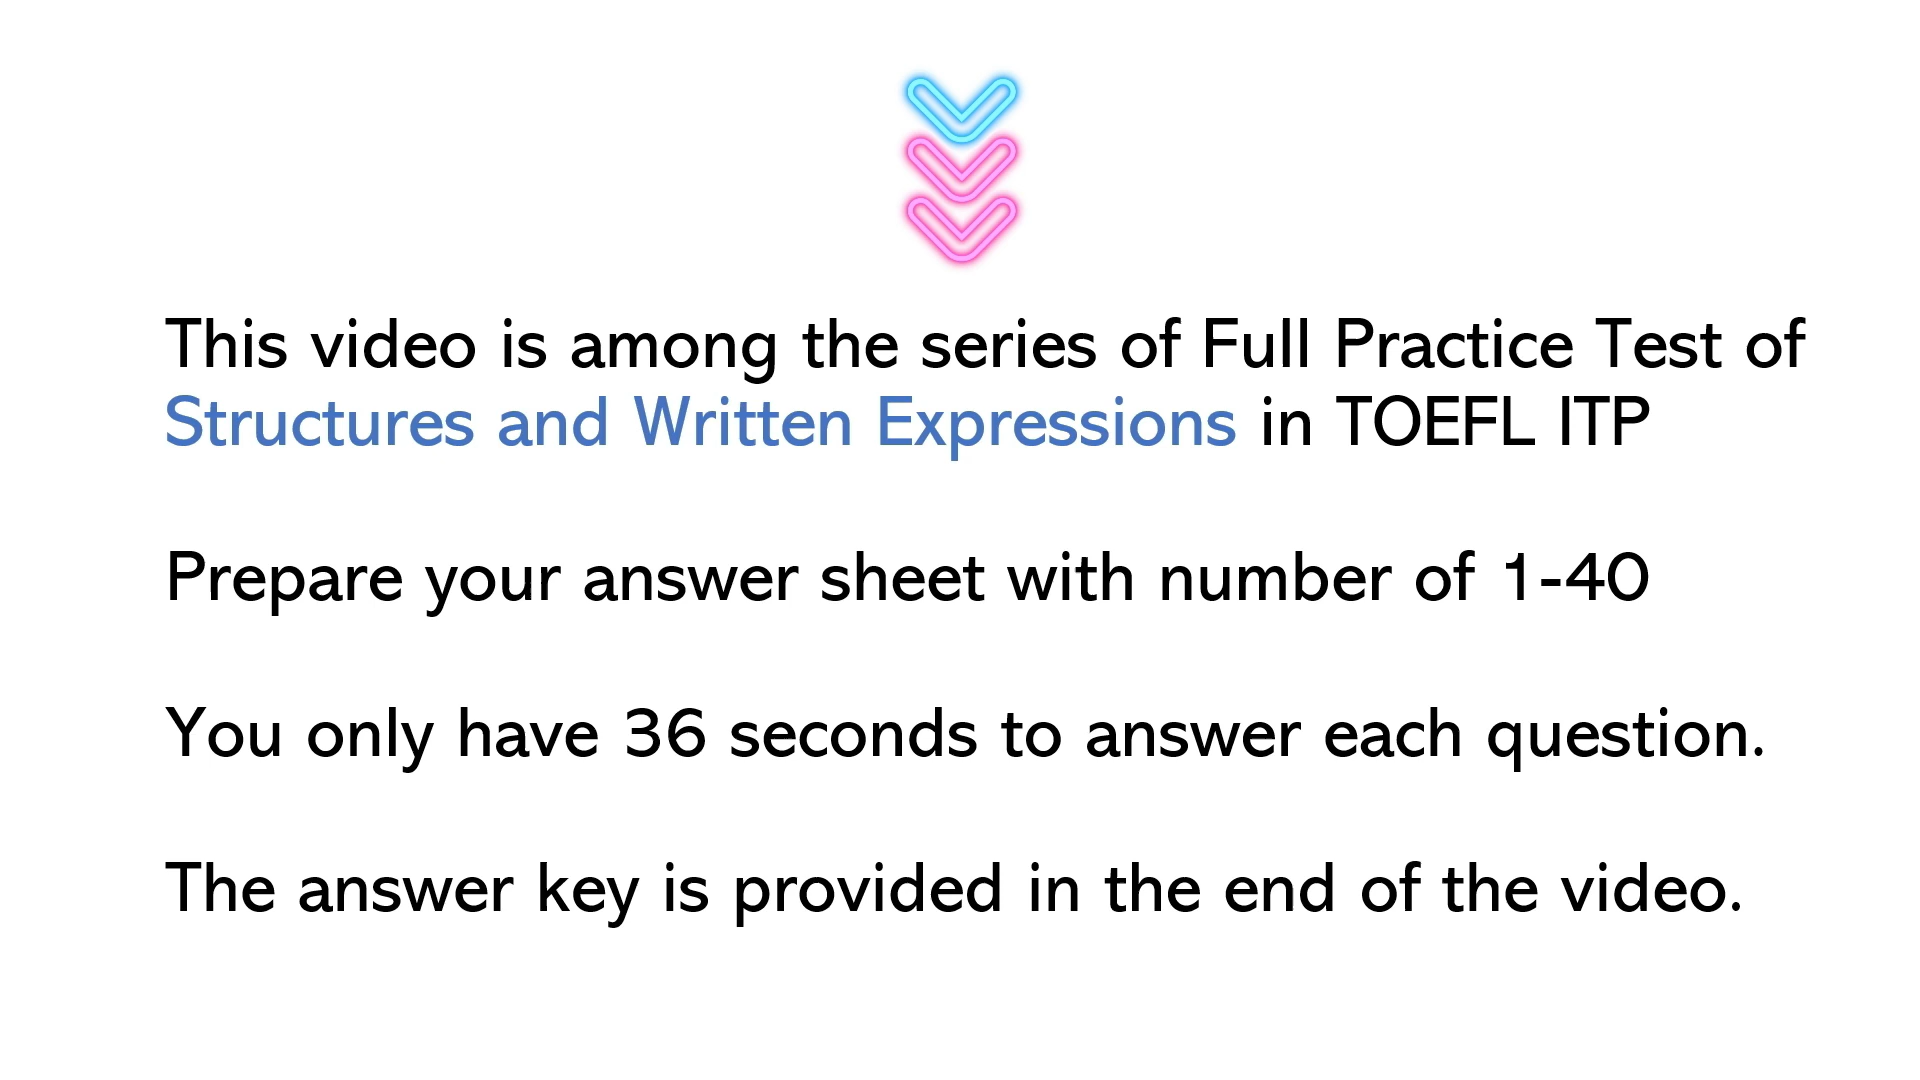 This video is among the series of Full Practice Test of
Structures and Written Expressions in TOEFL ITP
Prepare your answer sheet with number of 1-40
You only have 36 seconds to answer each question.
The answer key is provided in the end of the video.